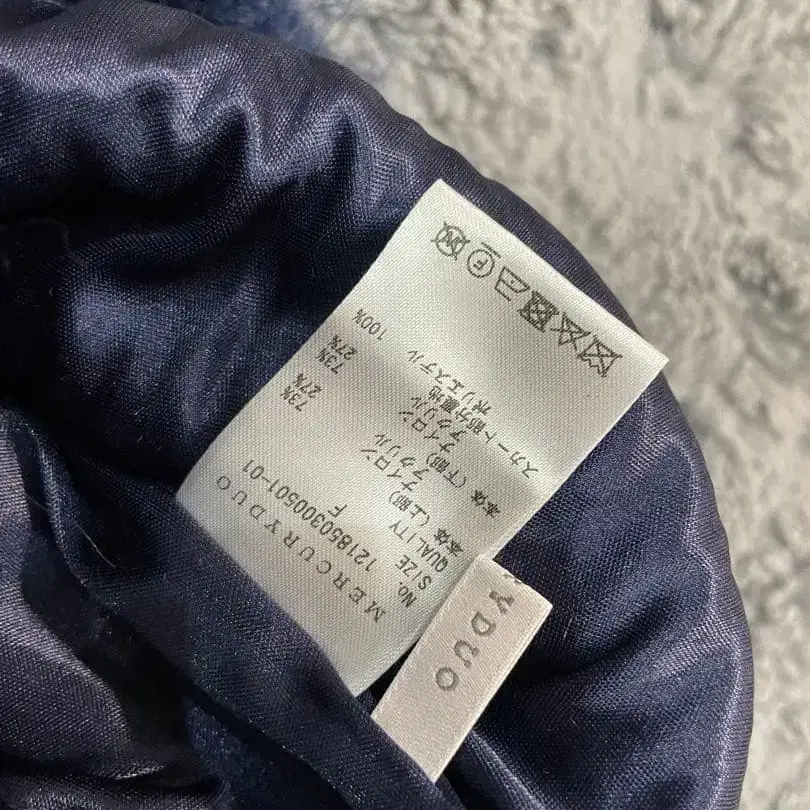 MERCURYDUO
NO. 121850300501-01
SIZE F
QUALITY
本体(上部) ナイロン 73%
アクリル 27%
本体(下部) ナイロン 73%
アクリル 27%
スカート部分裏地
ポリエステル 100%
F
YDUO